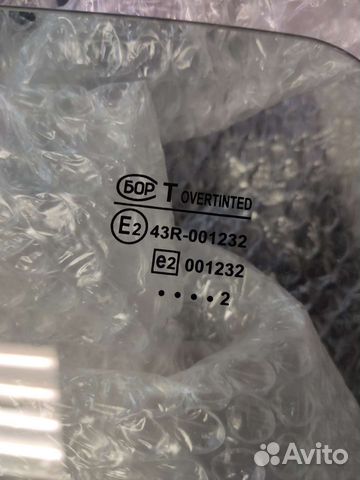 БОР T OVERTINTED
E2 43R-001232
e2 001232
. . . . 2
Avito